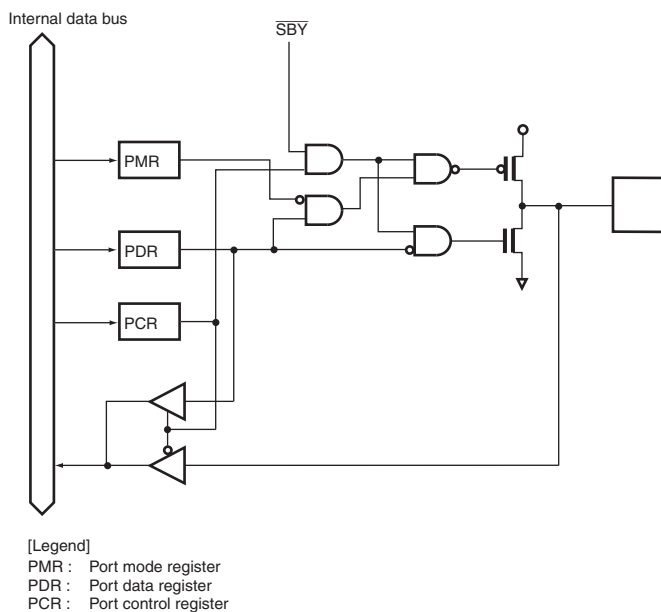 Internal data bus
S̅B̅Y̅
PMR
PDR
PCR
[Legend]
PMR : Port mode register
PDR : Port data register
PCR : Port control register